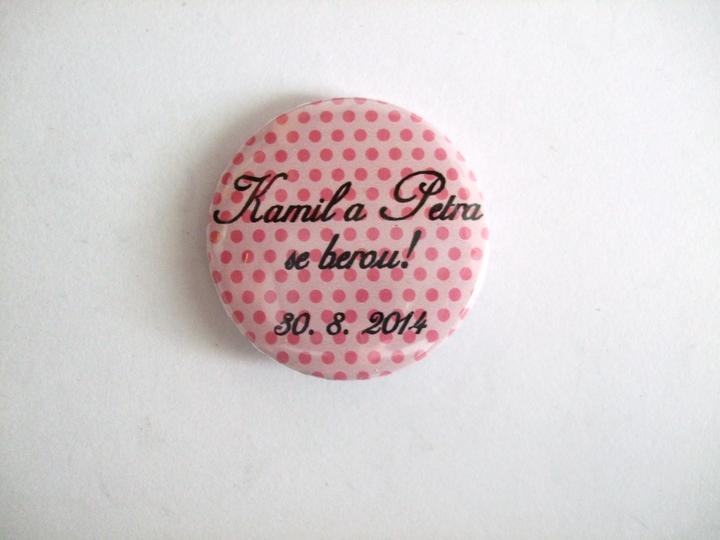 Kamil a Petra
se berou!
30. 8. 2014